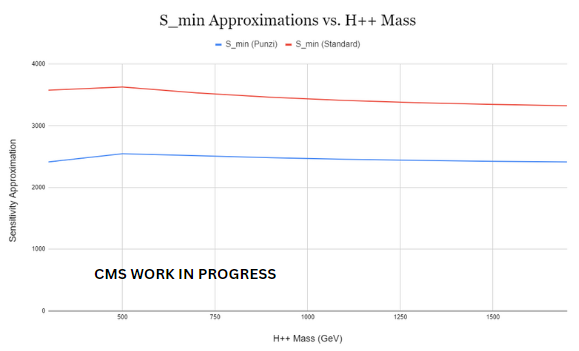 S_min Approximations vs. H++ Mass
S_min (Punzi) S_min (Standard)
4000
3000
2000
1000
0
Sensitivity Approximation
CMS WORK IN PROGRESS
500 750 1000 1250 1500
H++ Mass (GeV)